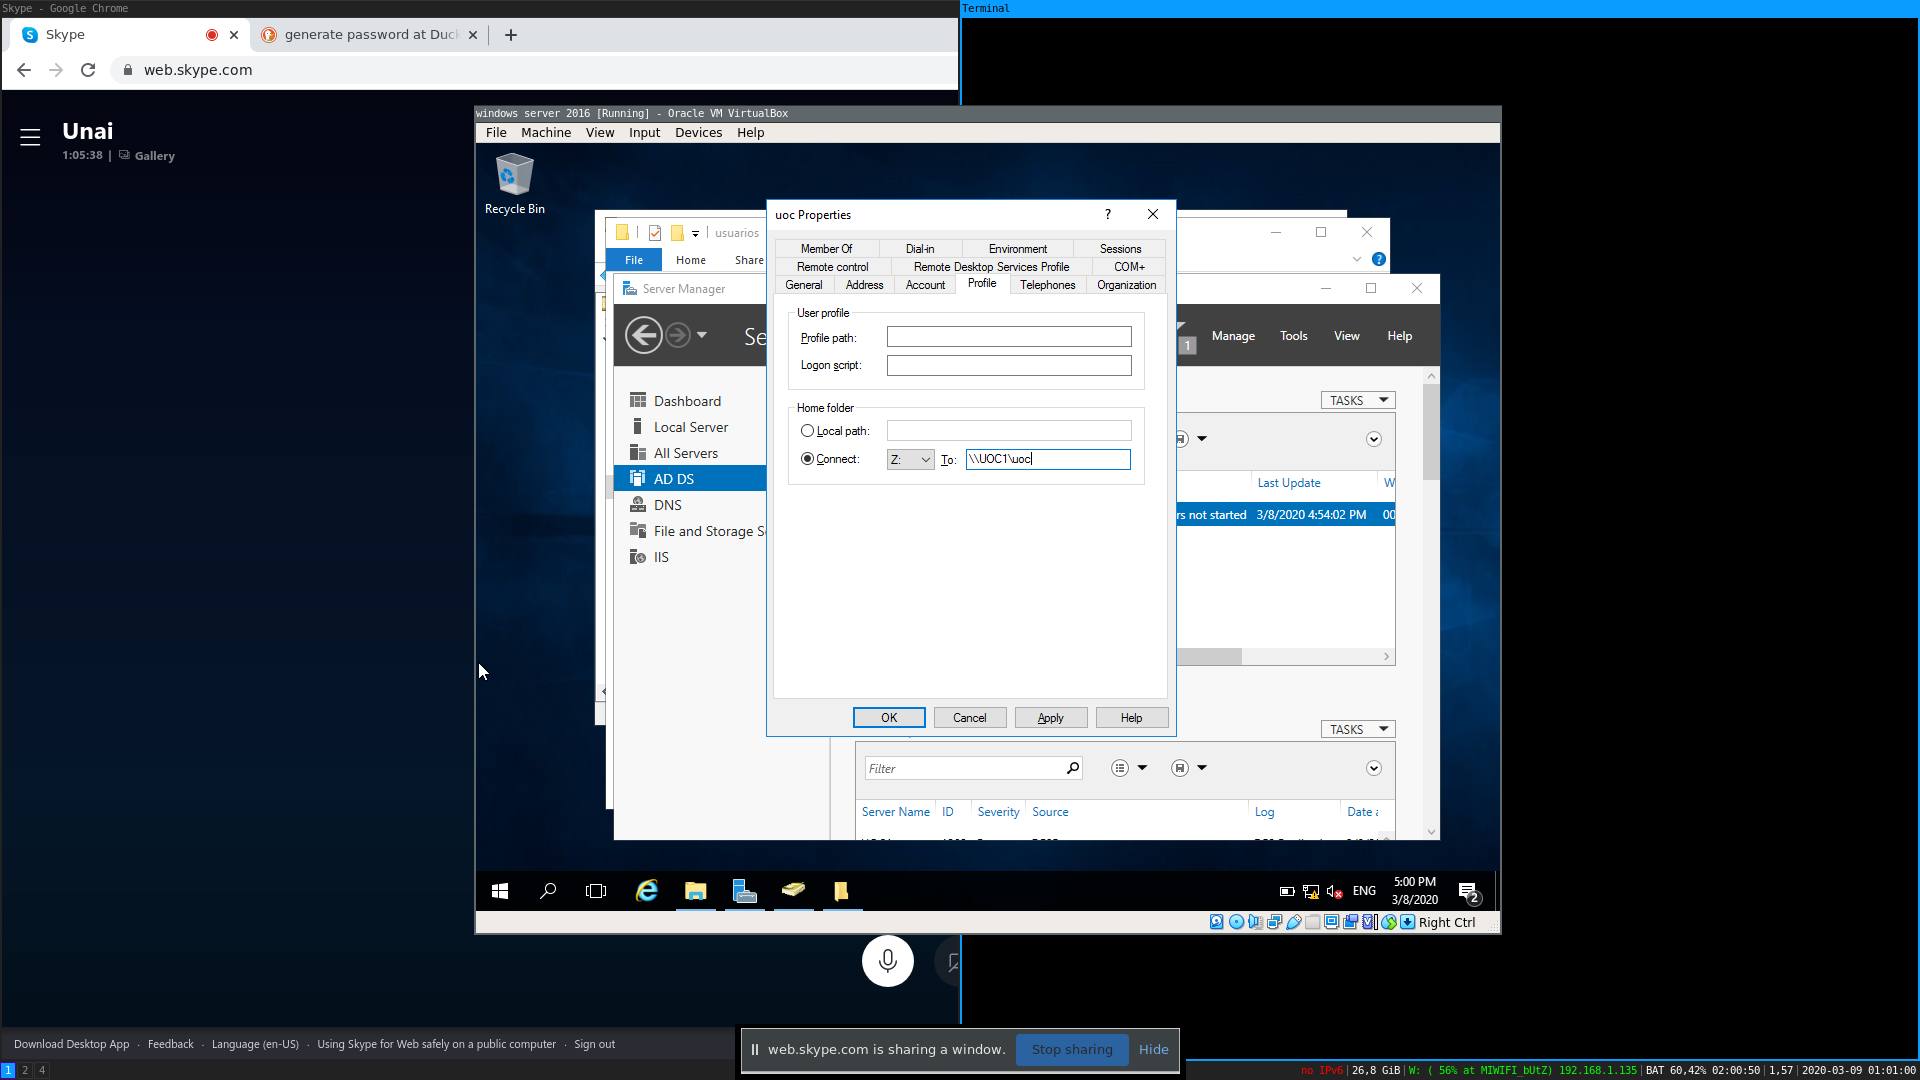 Skype - Google Chrome
Terminal
Skype
generate password at Duck
web.skype.com
Unai
1:05:38 | Gallery
windows server 2016 [Running] - Oracle VM VirtualBox
File Machine View Input Devices Help
Recycle Bin
usuarios
File Home Share
Server Manager
Se
1
Manage Tools View Help
Dashboard
Local Server
All Servers
AD DS
DNS
File and Storage Se
IIS
uoc Properties
?
Member Of Dial-in Environment Sessions
Remote control Remote Desktop Services Profile COM+
General Address Account Profile Telephones Organization
User profile
Profile path:
Logon script:
Home folder
Local path:
Connect: Z: To: \\UOC1\uoc
OK Cancel Apply Help
TASKS
Last Update W
rs not started 3/8/2020 4:54:02 PM 00
TASKS
Filter
Server Name ID Severity Source Log Date a
ENG
5:00 PM
3/8/2020
2
Right Ctrl
Download Desktop App · Feedback · Language (en-US) · Using Skype for Web safely on a public computer · Sign out
web.skype.com is sharing a window. Stop sharing Hide
1 2 4
no IPv6|26,8 GiB|W: ( 56% at MIWIFI_bUtZ) 192.168.1.135|BAT 60,42% 02:00:50|1,57|2020-03-09 01:01:00